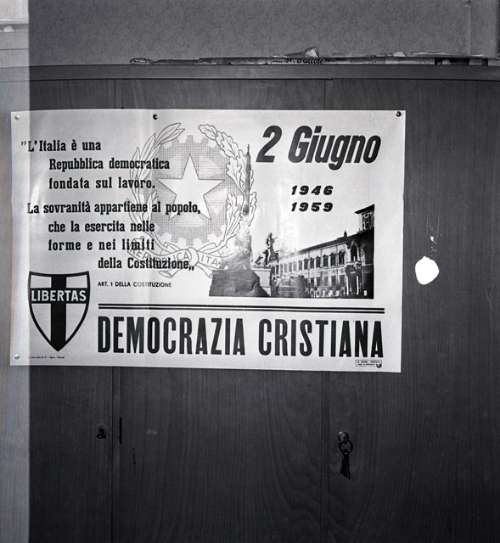 "L'Italia è una
Repubblica democratica
fondata sul lavoro.
La sovranità appartiene al popolo,
che la esercita nelle
forme e nei limiti
della Costituzione„
ART. 1 DELLA COSTITUZIONE
2 Giugno
1946
1959
LIBERTAS
DEMOCRAZIA CRISTIANA